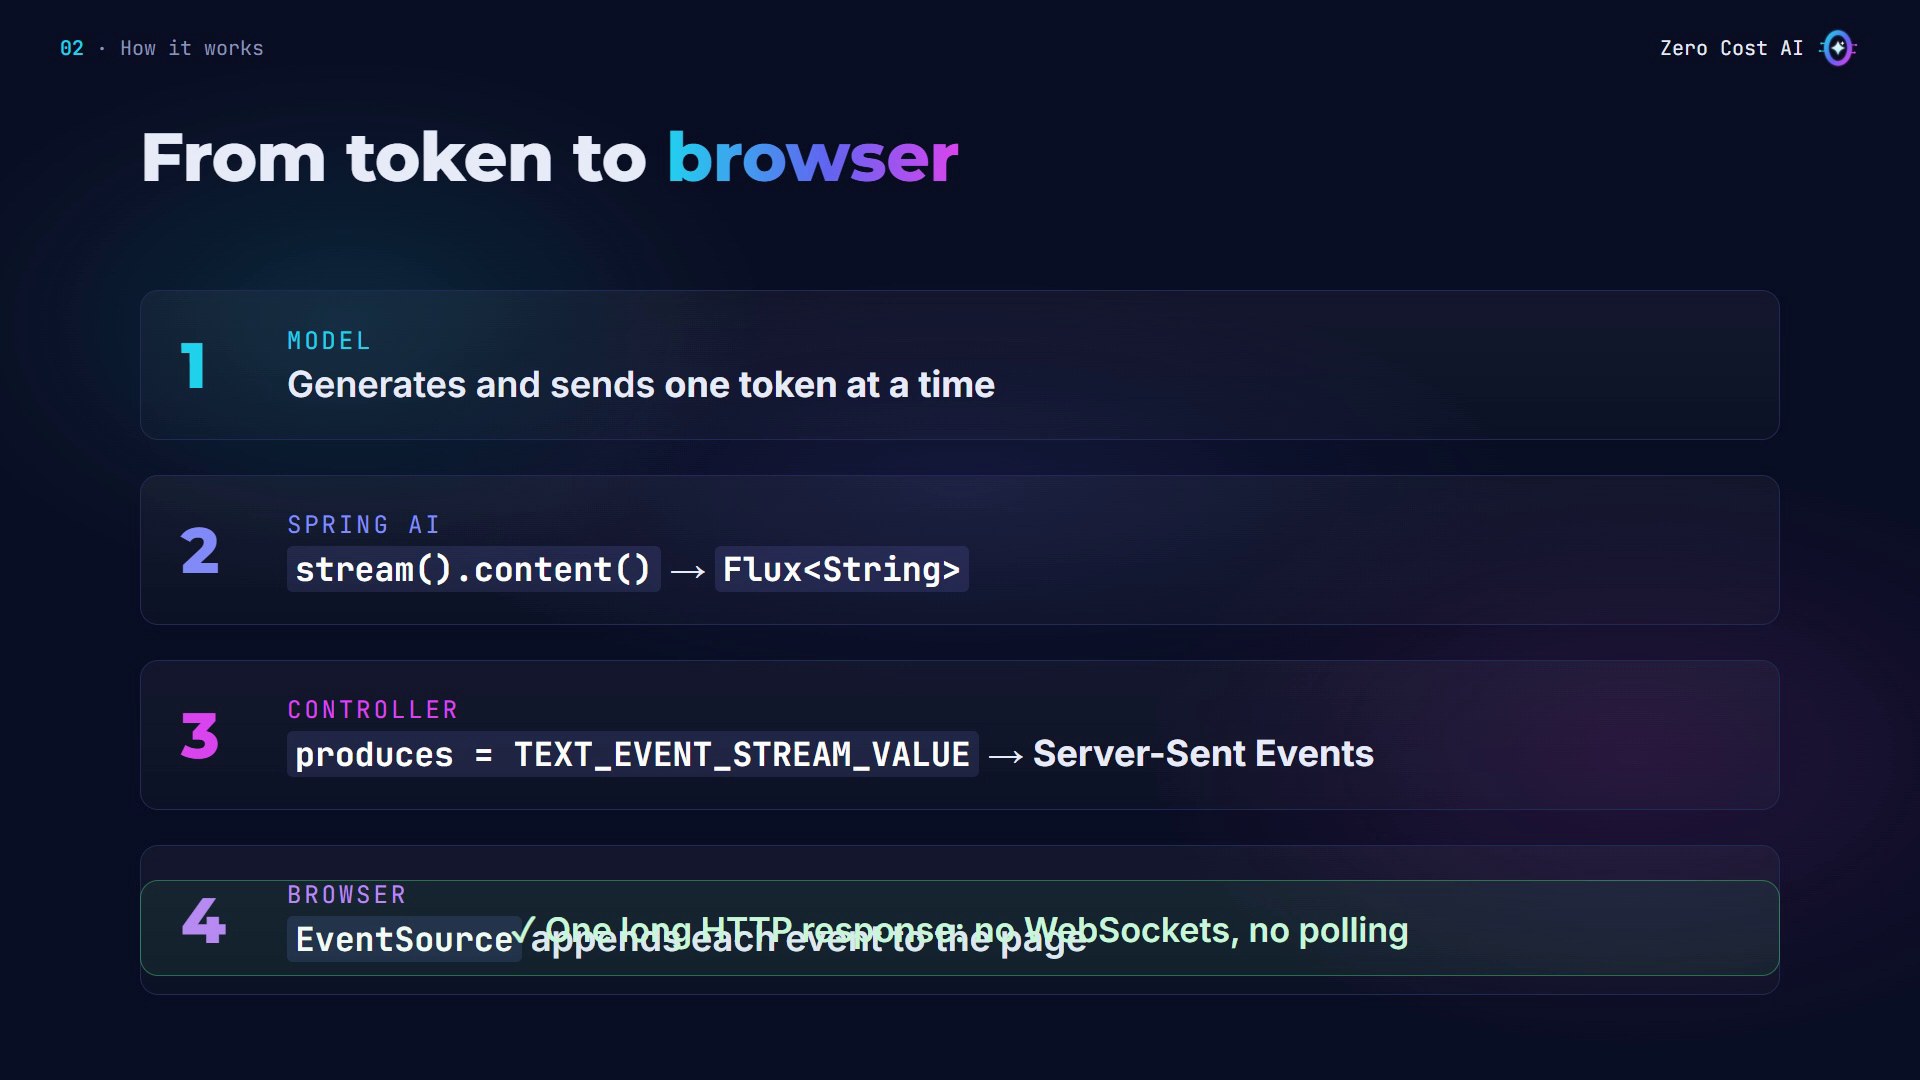 02 · How it works
Zero Cost AI
From token to browser
1
MODEL
Generates and sends one token at a time
2
SPRING AI
stream().content() → Flux<String>
3
CONTROLLER
produces = TEXT_EVENT_STREAM_VALUE → Server-Sent Events
4
BROWSER
EventSource appends each event to the page
✓ One long HTTP response: no WebSockets, no polling